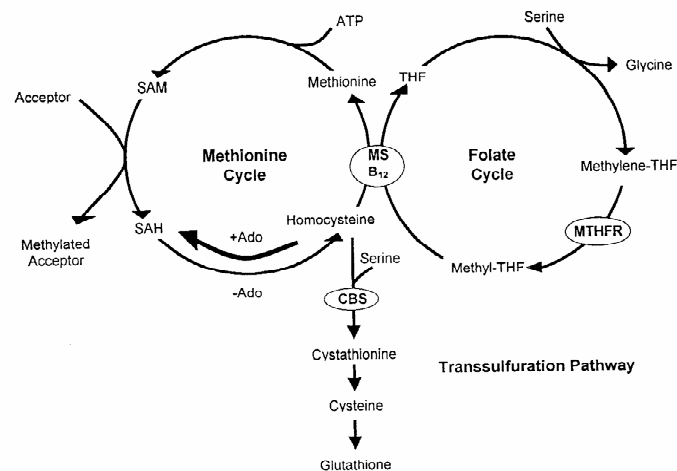 Serine
ATP
Glycine
THF
Methionine
SAM
Acceptor
Methionine
Cycle
MS
B12
Folate
Cycle
Methylene-THF
Homocysteine
SAH
+Ado
MTHFR
Methylated
Acceptor
Serine
Methyl-THF
-Ado
CBS
Cystathionine
Transsulfuration Pathway
Cysteine
Glutathione